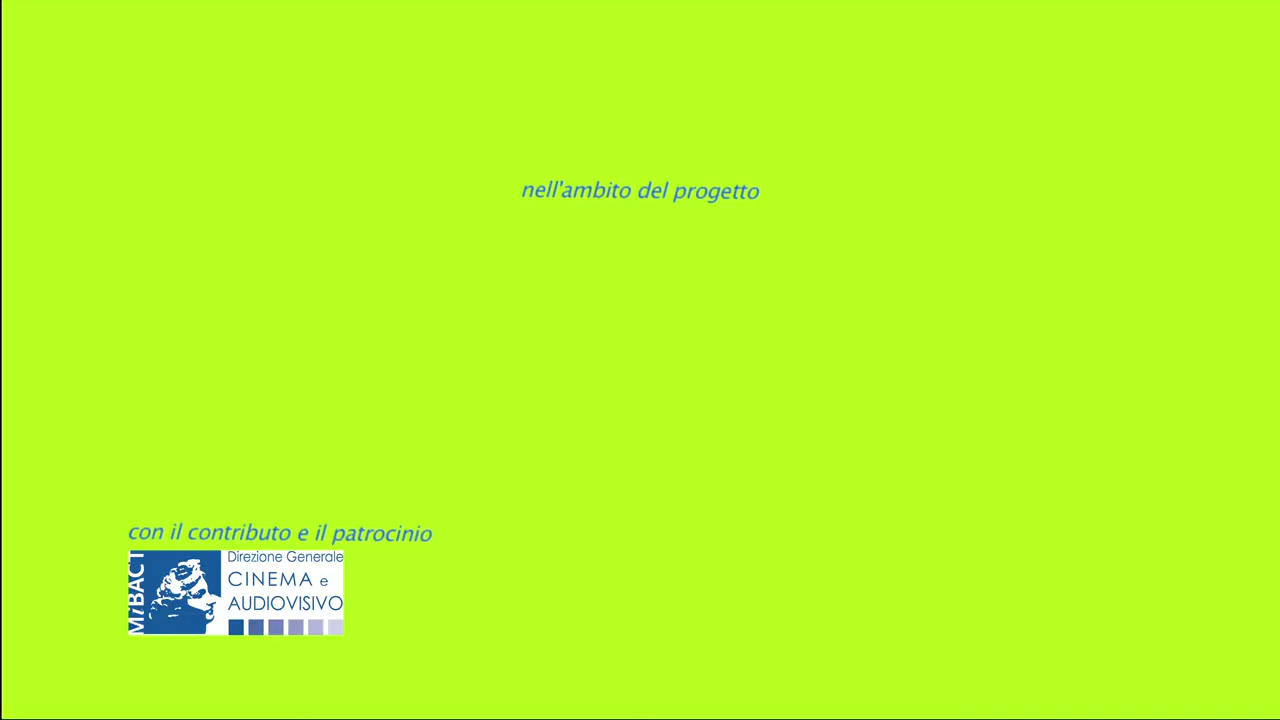 nell'ambito del progetto
con il contributo e il patrocinio
MiBACT
Direzione Generale
CINEMA e
AUDIOVISIVO